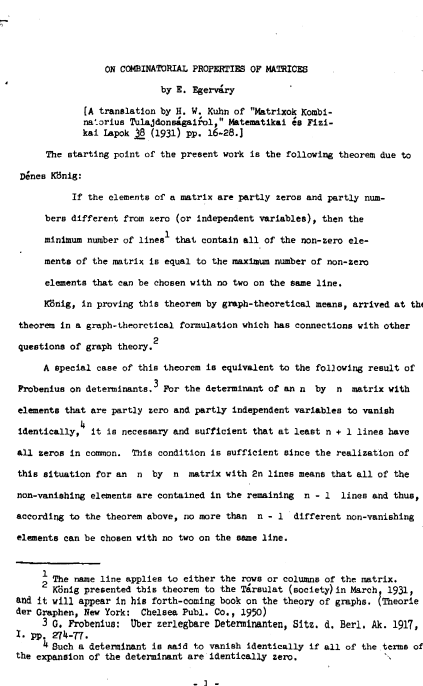 ON COMBINATORIAL PROPERTIES OF MATRICES
by E. Egerváry
[A translation by H. W. Kuhn of "Matrixok Kombi-
natorius Tulajdonságairol," Matematikai és Fizi-
kai Lapok 38 (1931) pp. 16-28.]
The starting point of the present work is the following theorem due to
Dénes König:
If the elements of a matrix are partly zeros and partly num-
bers different from zero (or independent variables), then the
minimum number of lines1 that contain all of the non-zero ele-
ments of the matrix is equal to the maximum number of non-zero
elements that can be chosen with no two on the same line.
König, in proving this theorem by graph-theoretical means, arrived at the
theorem in a graph-theoretical formulation which has connections with other
questions of graph theory.2
A special case of this theorem is equivalent to the following result of
Frobenius on determinants.3 For the determinant of an n by n matrix with
elements that are partly zero and partly independent variables to vanish
identically,4 it is necessary and sufficient that at least n + 1 lines have
all zeros in common. This condition is sufficient since the realization of
this situation for an n by n matrix with 2n lines means that all of the
non-vanishing elements are contained in the remaining n - 1 lines and thus,
according to the theorem above, no more than n - 1 different non-vanishing
elements can be chosen with no two on the same line.
1 The name line applies to either the rows or columns of the matrix.
2 König presented this theorem to the Társulat (society) in March, 1931,
and it will appear in his forth-coming book on the theory of graphs. (Theorie
der Graphen, New York: Chelsea Publ. Co., 1950)
3 G. Frobenius: Uber zerlegbare Determinanten, Sitz. d. Berl. Ak. 1917,
I. pp. 274-77.
4 Such a determinant is said to vanish identically if all of the terms of
the expansion of the determinant are identically zero.
- 1 -